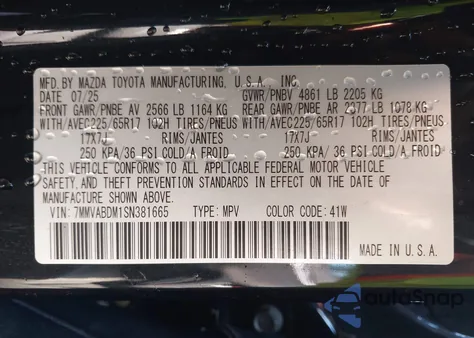 MFD. BY MAZDA TOYOTA MANUFACTURING, U.S.A., INC.
DATE 07/25 GVWR/PNBV 4861 LB 2205 KG
FRONT GAWR/PNBE AV 2566 LB 1164 KG REAR GAWR/PNBE AR 2377 LB 1078 KG
WITH/AVEC225/65R17 102H TIRES/PNEUS WITH/AVEC225/65R17 102H TIRES/PNEUS
17X7J RIMS/JANTES 17X7J RIMS/JANTES
250 KPA/36 PSI COLD/A FROID 250 KPA/ 36 PSI COLD/A FROID
THIS VEHICLE CONFORMS TO ALL APPLICABLE FEDERAL MOTOR VEHICLE
SAFETY,AND THEFT PREVENTION STANDARDS IN EFFECT ON THE DATE OF
MANUFACTURE SHOWN ABOVE.
VIN: 7MMVABDM1SN381665 TYPE: MPV COLOR CODE: 41W
MADE IN U.S.A.
autoSnap